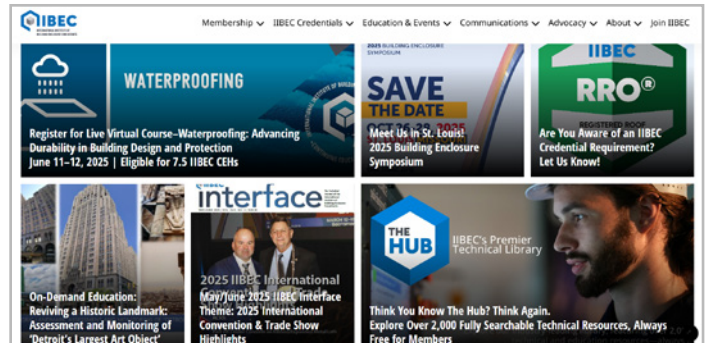 IIBEC
Membership IIBEC Credentials Education & Events Communications Advocacy About Join IIBEC
WATERPROOFING
Register for Live Virtual Course–Waterproofing: Advancing
Durability in Building Design and Protection
June 11–12, 2025 | Eligible for 7.5 IIBEC CEHs
2025 BUILDING ENCLOSURE
SYMPOSIUM
SAVE
THE DATE
Meet Us in St. Louis!
2025 Building Enclosure
Symposium
IIBEC
RRO®
REGISTERED ROOF
Are You Aware of an IIBEC
Credential Requirement?
Let Us Know!
On-Demand Education:
Reviving a Historic Landmark:
Assessment and Monitoring of
'Detroit's Largest Art Object'
IIBEC
interface
2025 IIBEC International
May/June 2025 IIBEC Interface
Theme: 2025 International
Convention & Trade Show
Highlights
THE
HUB
IIBEC's Premier
Technical Library
Think You Know The Hub? Think Again.
Explore Over 2,000 Fully Searchable Technical Resources, Always
Free for Members